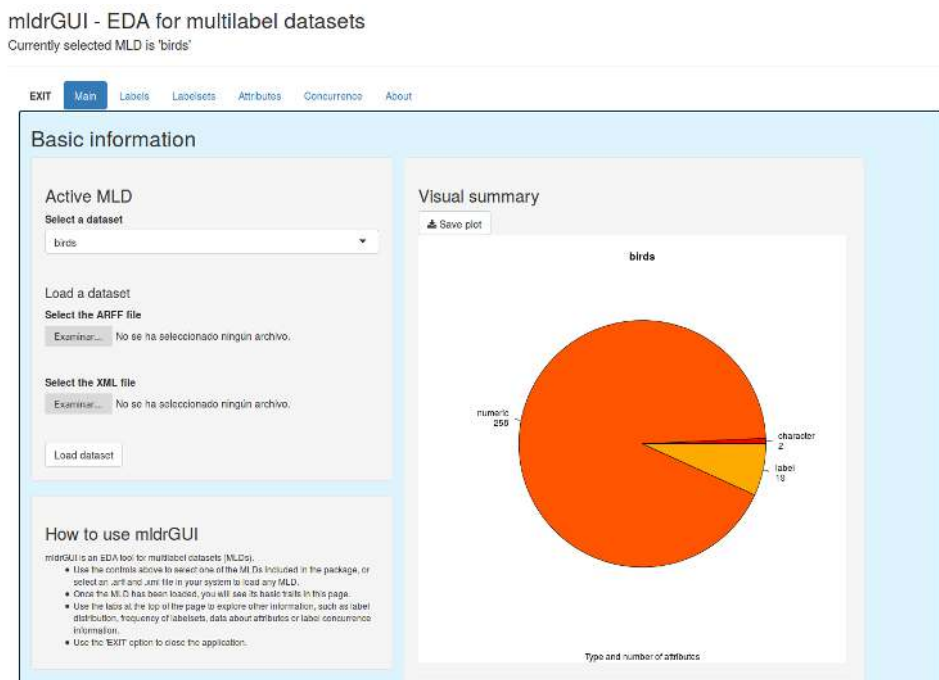 mldrGUI - EDA for multilabel datasets
Currently selected MLD is 'birds'
EXIT Main Labels Labelsets Attributes Concurrence About
Basic information
Active MLD
Select a dataset
birds
Load a dataset
Select the ARFF file
Examinar... No se ha seleccionado ningún archivo.
Select the XML file
Examinar... No se ha seleccionado ningún archivo.
Load dataset
How to use mldrGUI
mldrGUI is an EDA tool for multilabel datasets (MLDs).
● Use the controls above to select one of the MLDs included in the package, or
select an .arff and .xml file in your system to load any MLD.
● Once the MLD has been loaded, you will see its basic traits in this page.
● Use the tabs at the top of the page to explore other information, such as label
distribution, frequency of labelsets, data about attributes or label concurrence
information.
● Use the 'EXIT' option to close the application.
Visual summary
Save plot
birds
numeric
258
character
2
label
19
Type and number of attributes